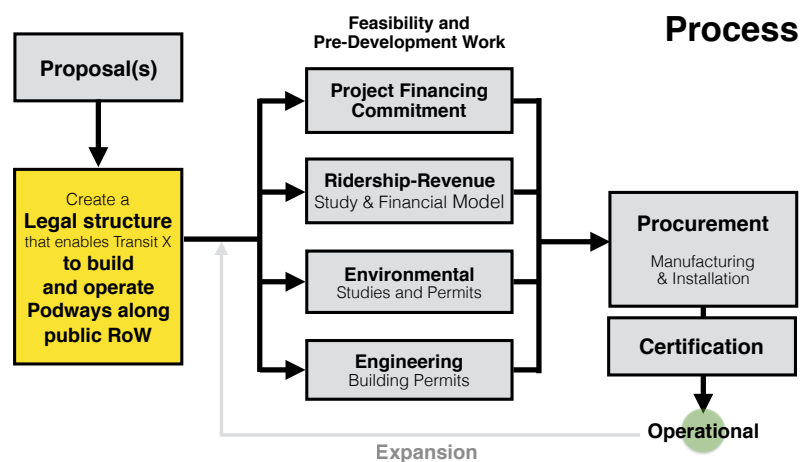 Process
Feasibility and
Pre-Development Work
Proposal(s)
Create a
Legal structure
that enables Transit X
to build
and operate
Podways along
public RoW
Project Financing
Commitment
Ridership-Revenue
Study & Financial Model
Environmental
Studies and Permits
Engineering
Building Permits
Procurement
Manufacturing
& Installation
Certification
Operational
Expansion